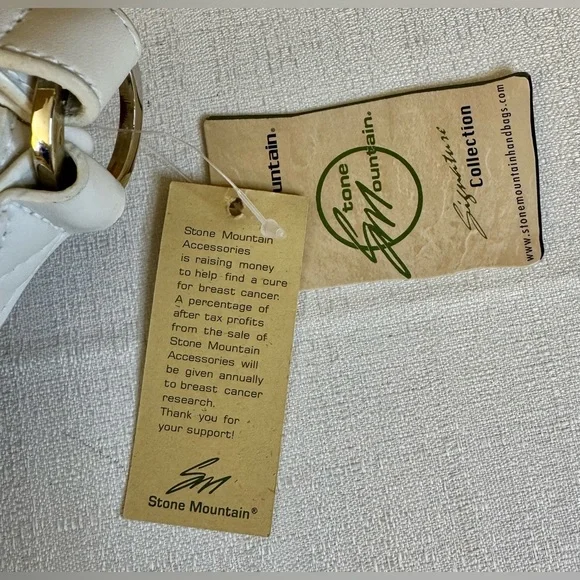 Stone Mountain
Accessories
is raising money
to help find a cure
for breast cancer.
A percentage of
after tax profits
from the sale of
Stone Mountain
Accessories will
be given annually
to breast cancer
research.
Thank you for
your support!
SM
Stone Mountain®
untain®
Stone
Mountain®
SM
Signature
Collection
www.stonemountainhandbags.com